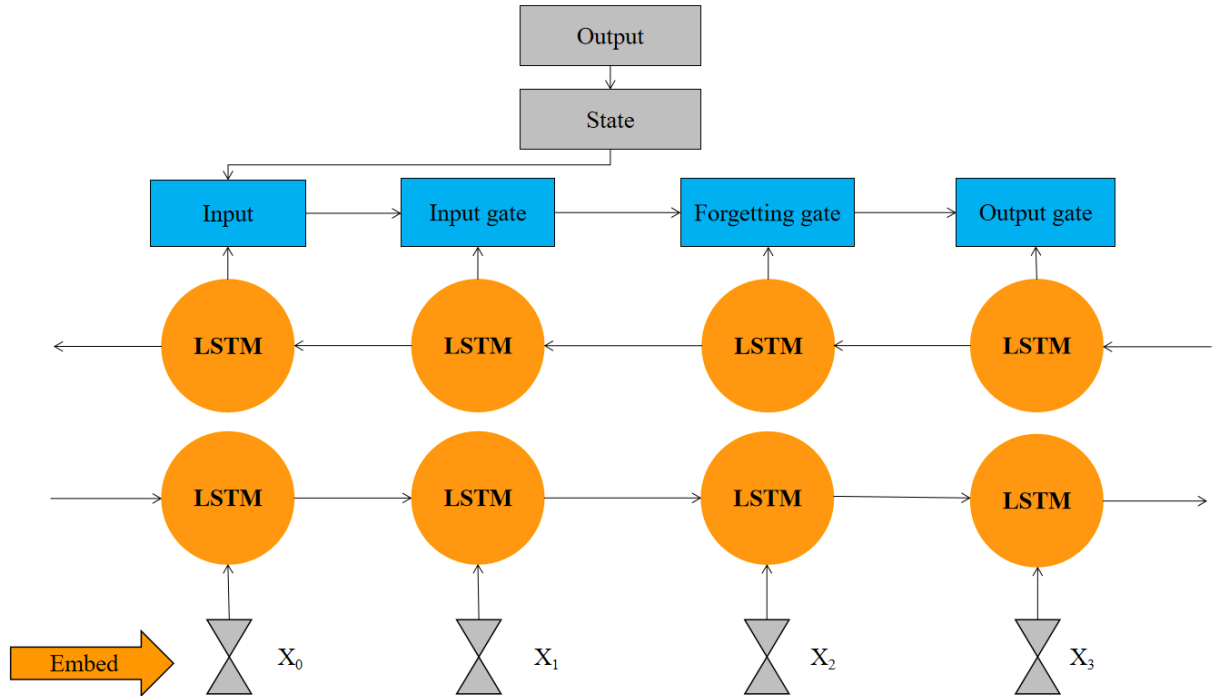 Output
State
Input
Input gate
Forgetting gate
Output gate
LSTM
LSTM
LSTM
LSTM
LSTM
LSTM
LSTM
LSTM
Embed
X₀
X₁
X₂
X₃